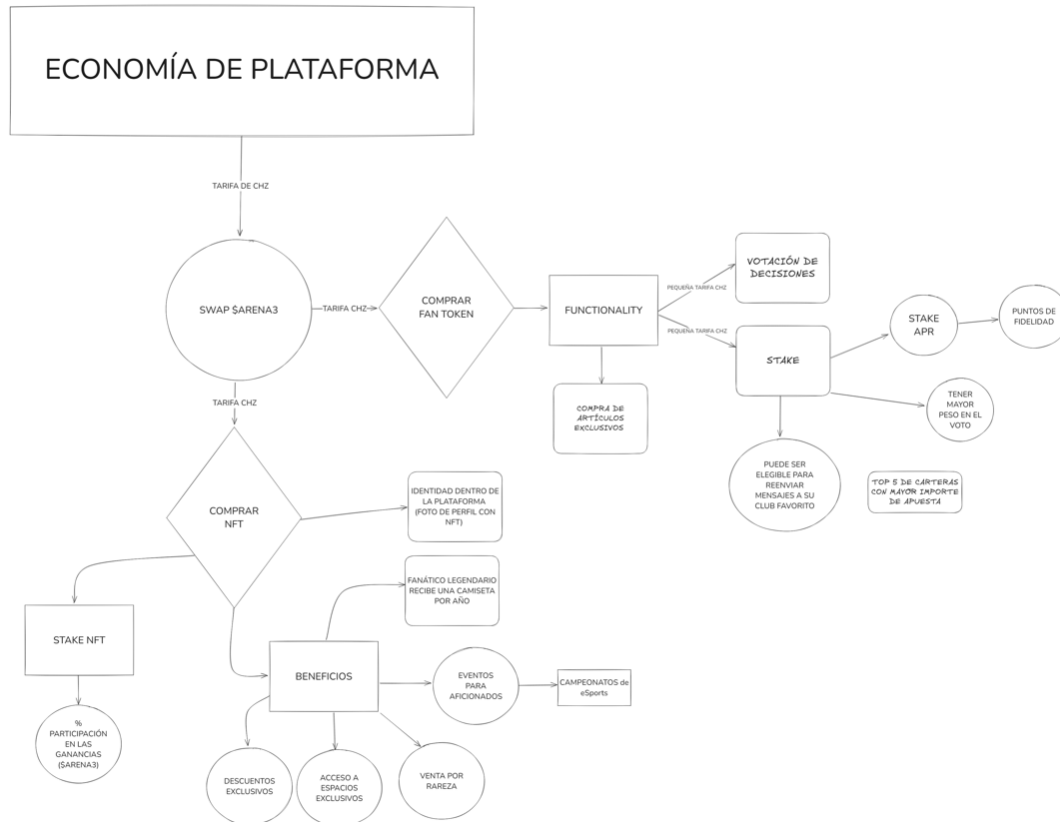 ECONOMÍA DE PLATAFORMA
TARIFA DE CHZ
SWAP $ARENA3
TARIFA CHZ
COMPRAR
FAN TOKEN
FUNCTIONALITY
PEQUEÑA TARIFA CHZ
VOTACIÓN DE
DECISIONES
PEQUEÑA TARIFA CHZ
STAKE
STAKE
APR
PUNTOS DE
FIDELIDAD
TENER
MAYOR
PESO EN EL
VOTO
COMPRA DE
ARTÍCULOS
EXCLUSIVOS
PUEDE SER
ELEGIBLE PARA
REENVIAR
MENSAJES A SU
CLUB FAVORITO
TOP 5 DE CARTERAS
CON MAYOR IMPORTE
DE APUESTA
TARIFA CHZ
COMPRAR
NFT
IDENTIDAD DENTRO DE
LA PLATAFORMA
(FOTO DE PERFIL CON
NFT)
FANÁTICO LEGENDARIO
RECIBE UNA CAMISETA
POR AÑO
STAKE NFT
%
PARTICIPACIÓN
EN LAS
GANANCIAS
($ARENA3)
BENEFICIOS
EVENTOS
PARA
AFICIONADOS
CAMPEONATOS de
eSports
DESCUENTOS
EXCLUSIVOS
ACCESO A
ESPACIOS
EXCLUSIVOS
VENTA POR
RAREZA